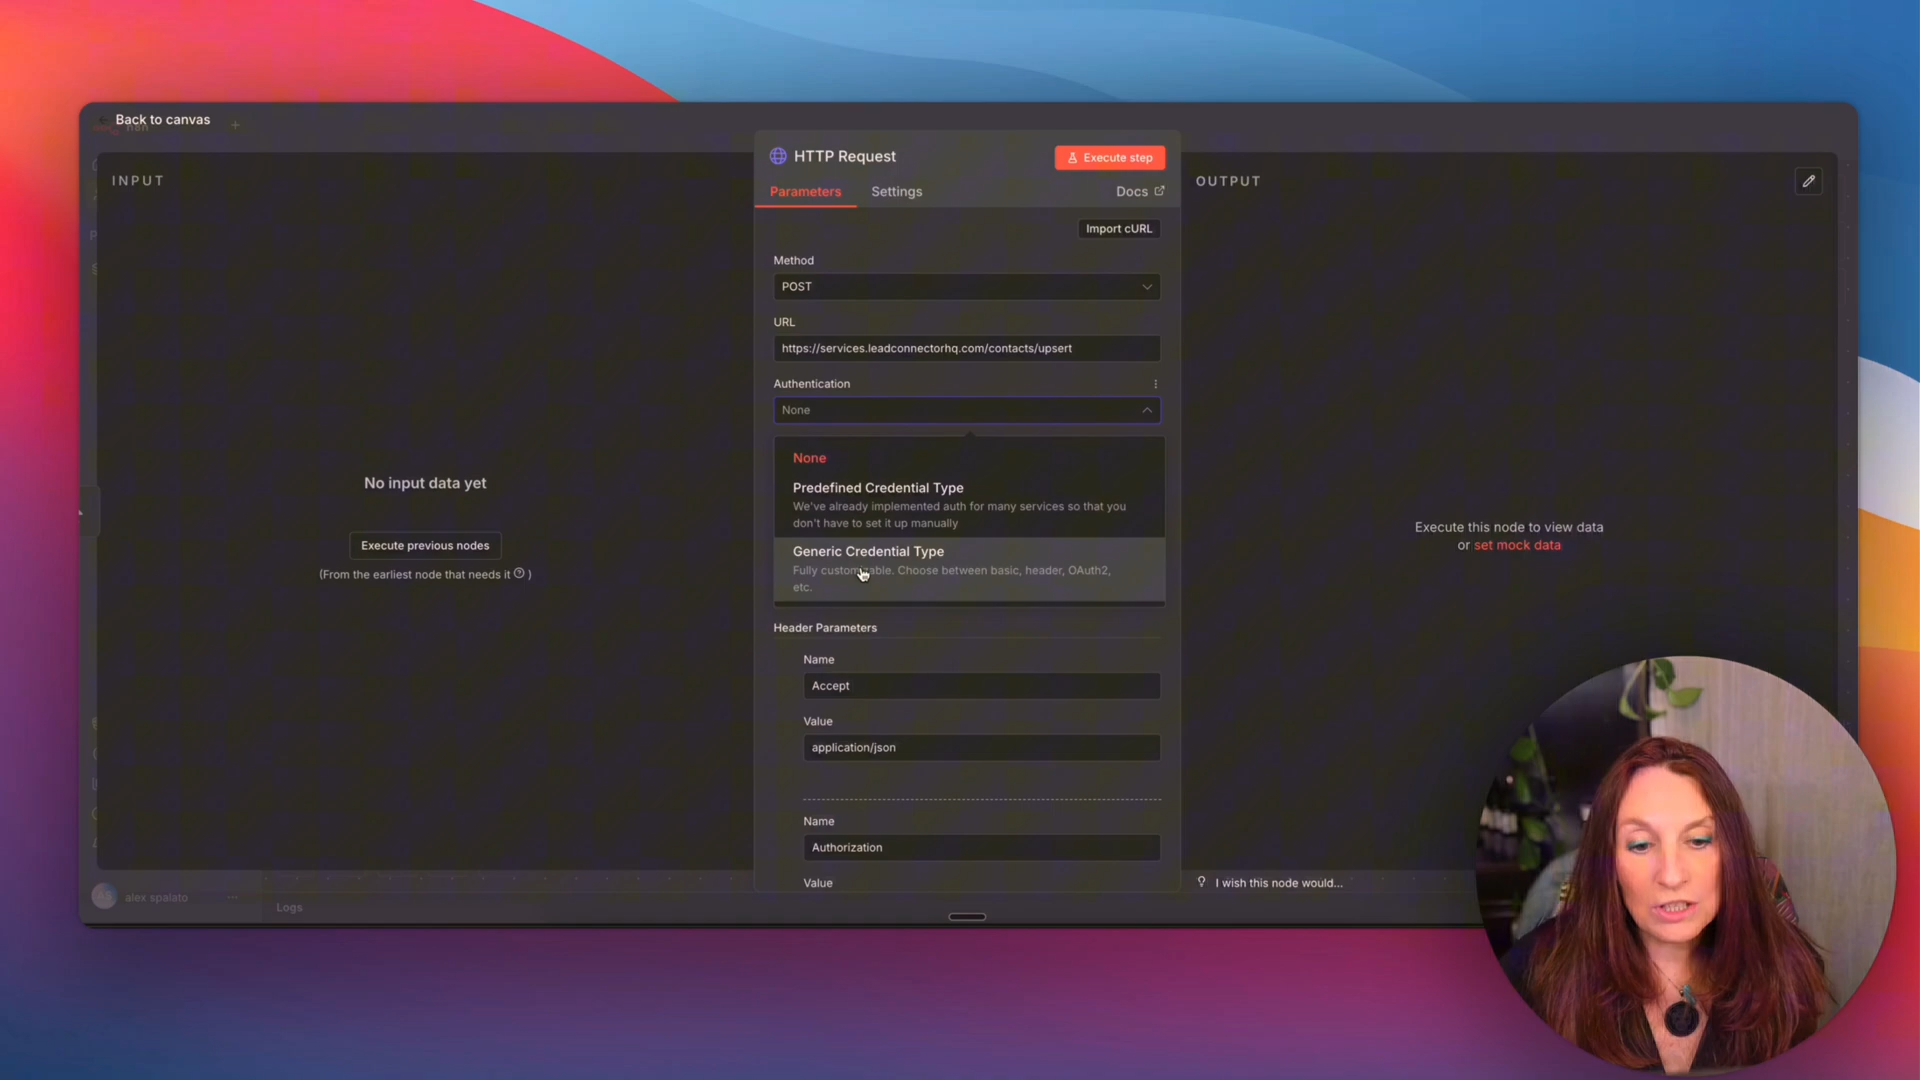 Back to canvas
n8n
INPUT
No input data yet
Execute previous nodes
(From the earliest node that needs it ? )
HTTP Request
Execute step
Parameters
Settings
Docs
Import cURL
Method
POST
URL
https://services.leadconnectorhq.com/contacts/upsert
Authentication
None
None
Predefined Credential Type
We've already implemented auth for many services so that you
don't have to set it up manually
Generic Credential Type
Fully customizable. Choose between basic, header, OAuth2,
etc.
Header Parameters
Name
Accept
Value
application/json
Name
Authorization
Value
OUTPUT
Execute this node to view data
or set mock data
I wish this node would...
AS
alex spalato
Logs